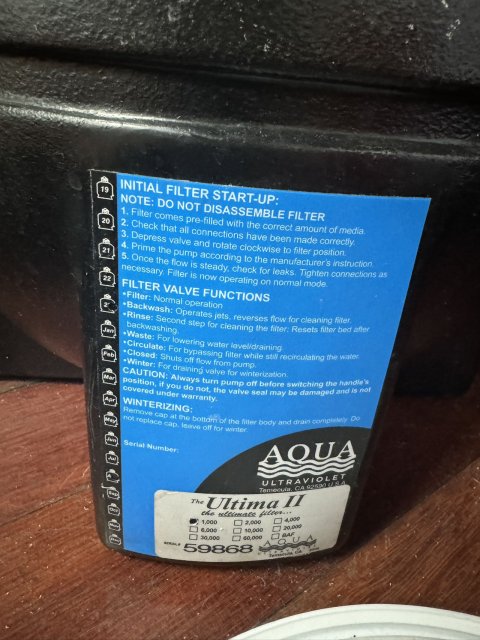 19
20
21
22
Jan
Feb
Mar
Apr
May
Jun
Jul
Sep
Oct
INITIAL FILTER START-UP:
NOTE: DO NOT DISASSEMBLE FILTER
1. Filter comes pre-filled with the correct amount of media.
2. Check that all connections have been made correctly.
3. Depress valve and rotate clockwise to filter position.
4. Prime the pump according to the manufacturer's instruction.
5. Once the flow is steady, check for leaks. Tighten connections as
necessary. Filter is now operating on normal mode.
FILTER VALVE FUNCTIONS
•Filter: Normal operation
•Backwash: Operates jets, reverses flow for cleaning filter.
•Rinse: Second step for cleaning the filter. Resets filter bed after
backwashing.
•Waste: For lowering water level/draining.
•Circulate: For bypassing filter while still recirculating the water.
•Closed: Shuts off flow from pump.
•Winter: For draining valve for winterization.
CAUTION: Always turn pump off before switching the handle's
position, if you do not, the valve seal may be damaged and is not
covered under warranty.
WINTERIZING:
Remove cap at the bottom of the filter body and drain completely. Do
not replace cap, leave off for winter.
Serial Number:
AQUA
ULTRAVIOLET
Temecula, CA 92590 U.S.A.
The Ultima II
the ultimate filter...
1,000 2,000 4,000
6,000 10,000 20,000
30,000 60,000 BAF
SERIAL# 59868
AQUA
Temecula, CA